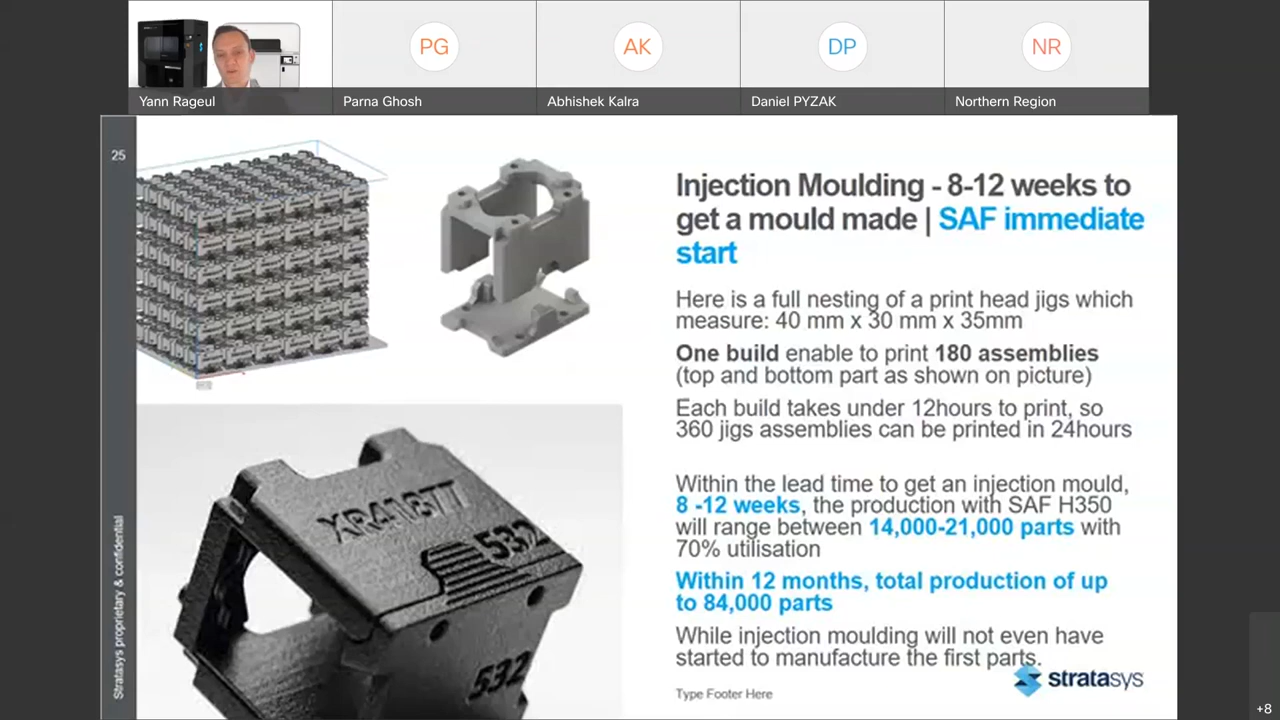 PG
AK
DP
NR
Yann Rageul
Parna Ghosh
Abhishek Kalra
Daniel PYZAK
Northern Region
25
Stratasys proprietary & confidential
XR41877
532
532
Injection Moulding - 8-12 weeks to
get a mould made | SAF immediate
start
Here is a full nesting of a print head jigs which
measure: 40 mm x 30 mm x 35mm
One build enable to print 180 assemblies
(top and bottom part as shown on picture)
Each build takes under 12hours to print, so
360 jigs assemblies can be printed in 24hours
Within the lead time to get an injection mould,
8 -12 weeks, the production with SAF H350
will range between 14,000-21,000 parts with
70% utilisation
Within 12 months, total production of up
to 84,000 parts
While injection moulding will not even have
started to manufacture the first parts.
stratasys
Type Footer Here
+8